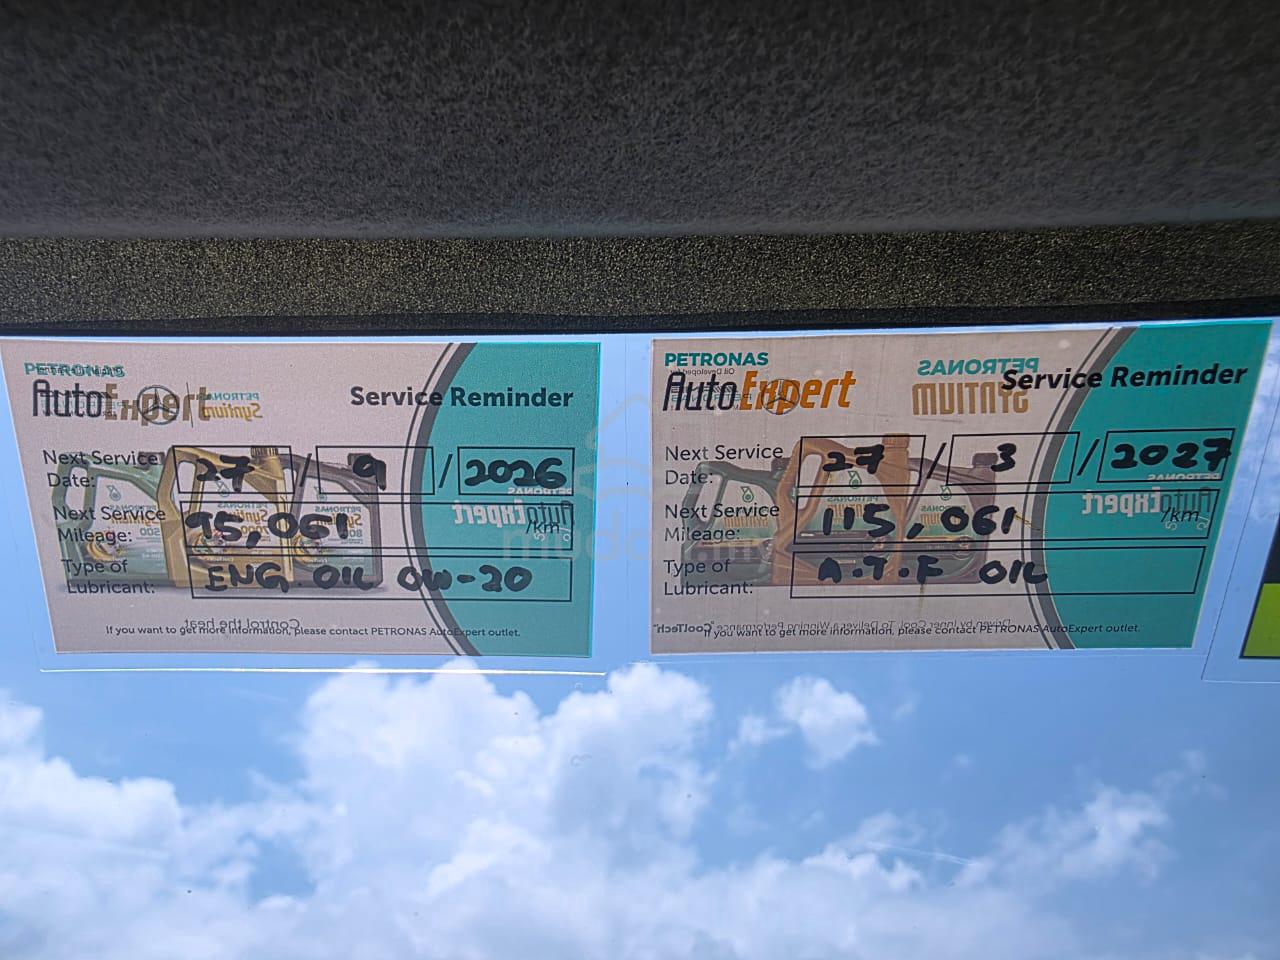 PETRONAS
AutoExpert
Service Reminder
Next Service Date: 27 / 9 / 2026
Next Service Mileage: 95,061 /km
Type of Lubricant: ENG. OIL 0W-20
If you want to get more information, please contact PETRONAS AutoExpert outlet.
PETRONAS
AutoExpert
Service Reminder
Next Service Date: 27 / 3 / 2027
Next Service Mileage: 115,061 /km
Type of Lubricant: A.T.F OIL
If you want to get more information, please contact PETRONAS AutoExpert outlet.
PETRONAS
SYNTIUM
Control the heat
"CoolTech"